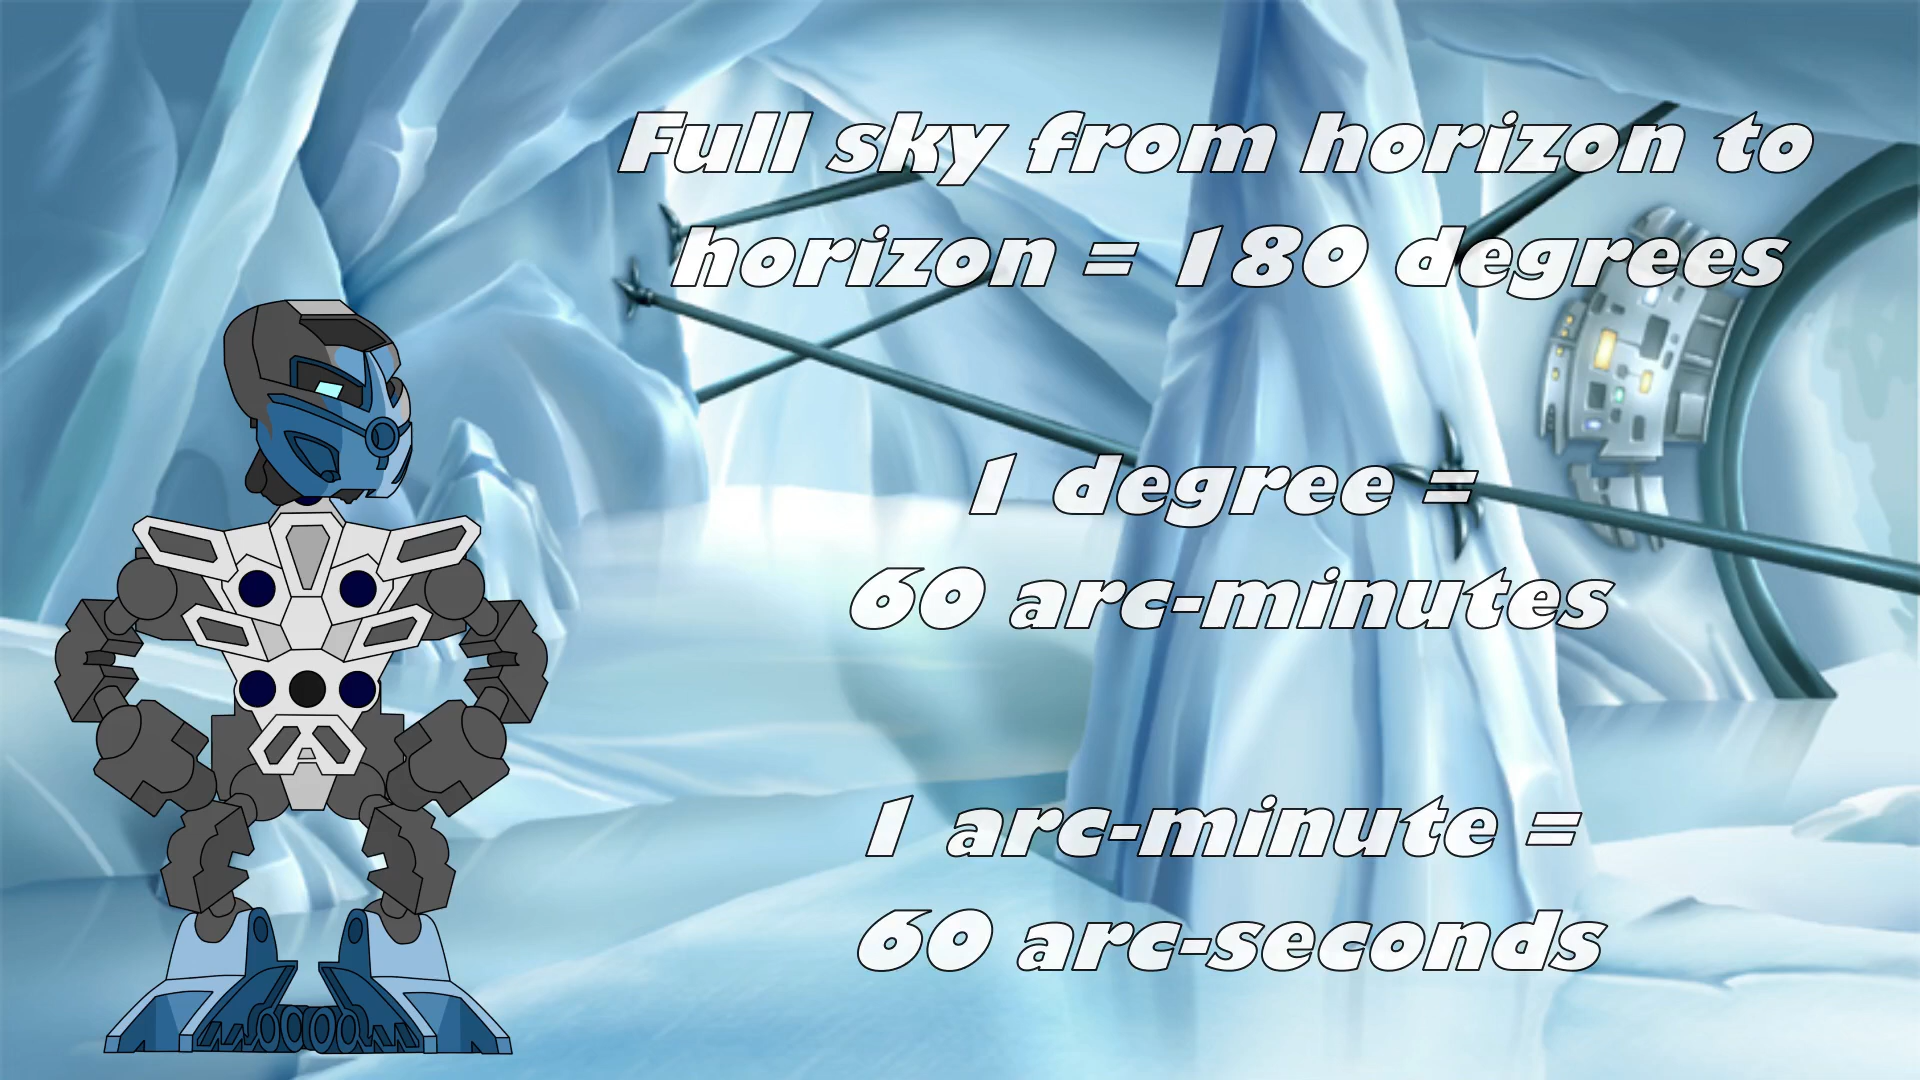 Full sky from horizon to
horizon = 180 degrees
1 degree =
60 arc-minutes
1 arc-minute =
60 arc-seconds